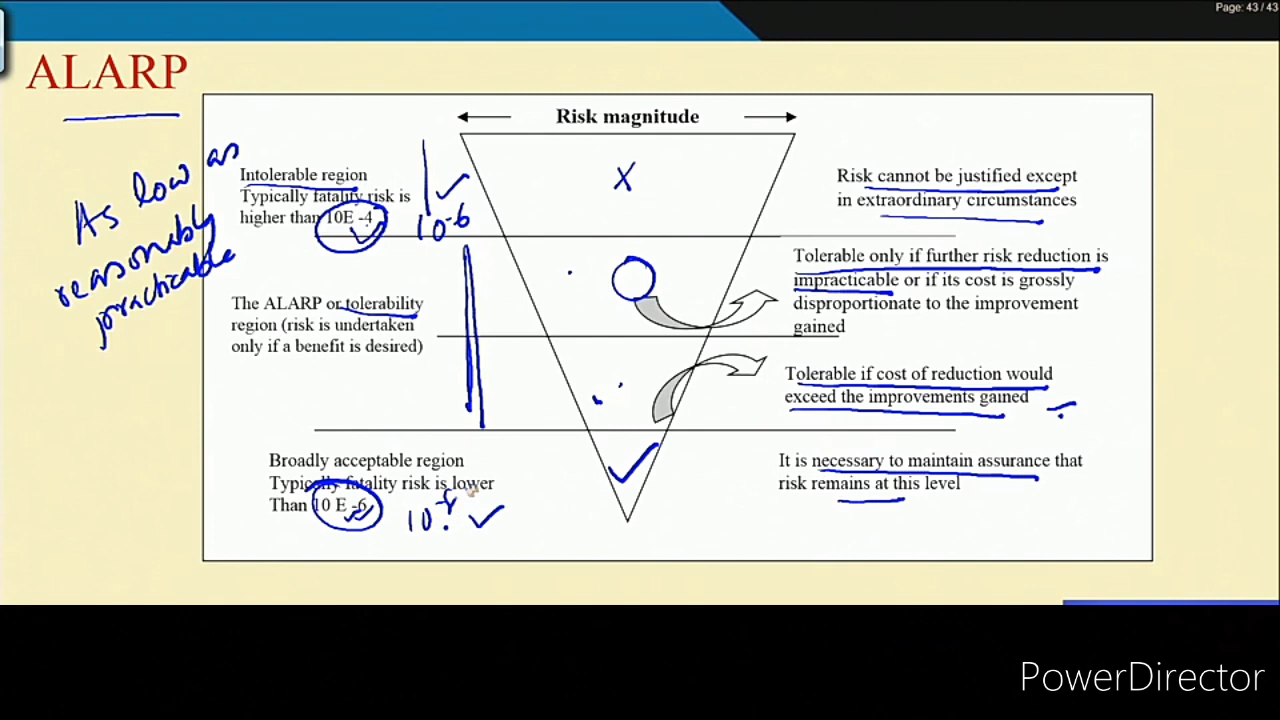 Page: 43 / 43
ALARP
As low as
reasonably
practicable
Risk magnitude
Intolerable region
Typically fatality risk is
higher than 10E -4
10-6
Risk cannot be justified except
in extraordinary circumstances
The ALARP or tolerability
region (risk is undertaken
only if a benefit is desired)
Tolerable only if further risk reduction is
impracticable or if its cost is grossly
disproportionate to the improvement
gained
Tolerable if cost of reduction would
exceed the improvements gained
Broadly acceptable region
Typically fatality risk is lower
Than 10 E -6
It is necessary to maintain assurance that
risk remains at this level
PowerDirector